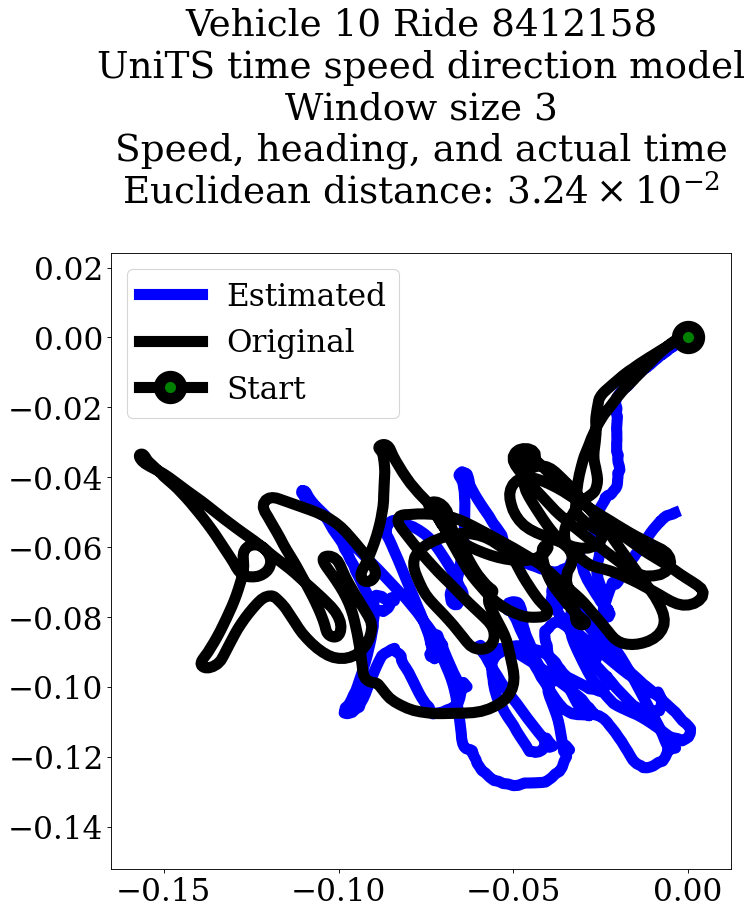 Vehicle 10 Ride 8412158
UniTS time speed direction model
Window size 3
Speed, heading, and actual time
Euclidean distance: 3.24 × 10⁻²
Estimated
Original
Start
0.02
0.00
−0.02
−0.04
−0.06
−0.08
−0.10
−0.12
−0.14
−0.15
−0.10
−0.05
0.00